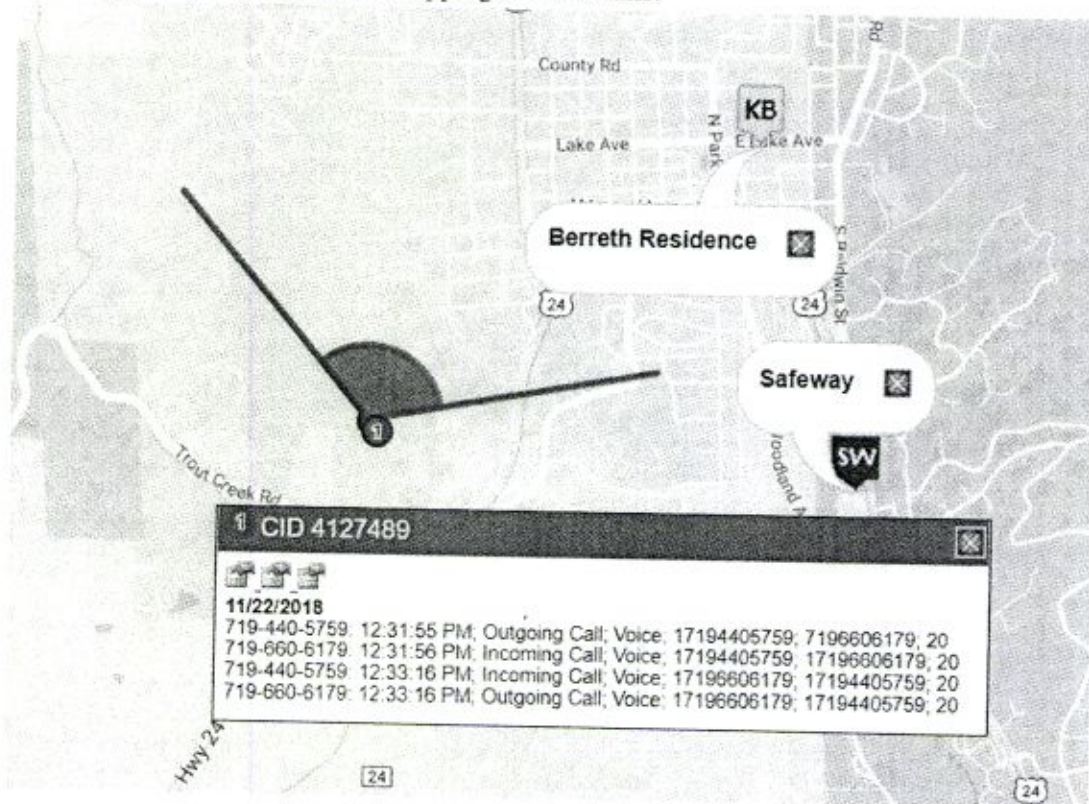 County Rd
KB
N Park
Lake Ave
E Lake Ave
Rd
Berreth Residence
S Baldwin St
24
24
Safeway
SW
Woodland A
1
Trout Creek Rd
1 CID 4127489
11/22/2018
719-440-5759: 12:31:55 PM; Outgoing Call; Voice; 17194405759; 7196606179; 20
719-660-6179: 12:31:56 PM; Incoming Call; Voice; 17194405759; 17196606179; 20
719-440-5759: 12:33:16 PM; Incoming Call; Voice; 17196606179; 17194405759; 20
719-660-6179: 12:33:16 PM; Outgoing Call; Voice; 17196606179; 17194405759; 20
Hwy 24
24
24